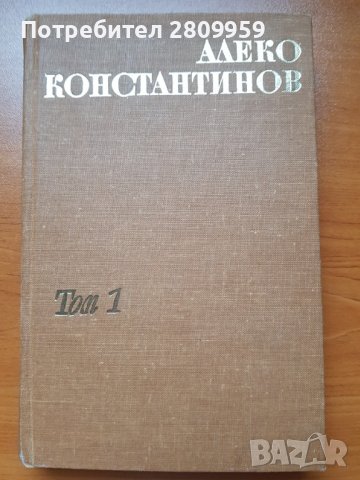 Потребител 2809959
АЛЕКО
КОНСТАНТИНОВ
Том 1
BAZAR